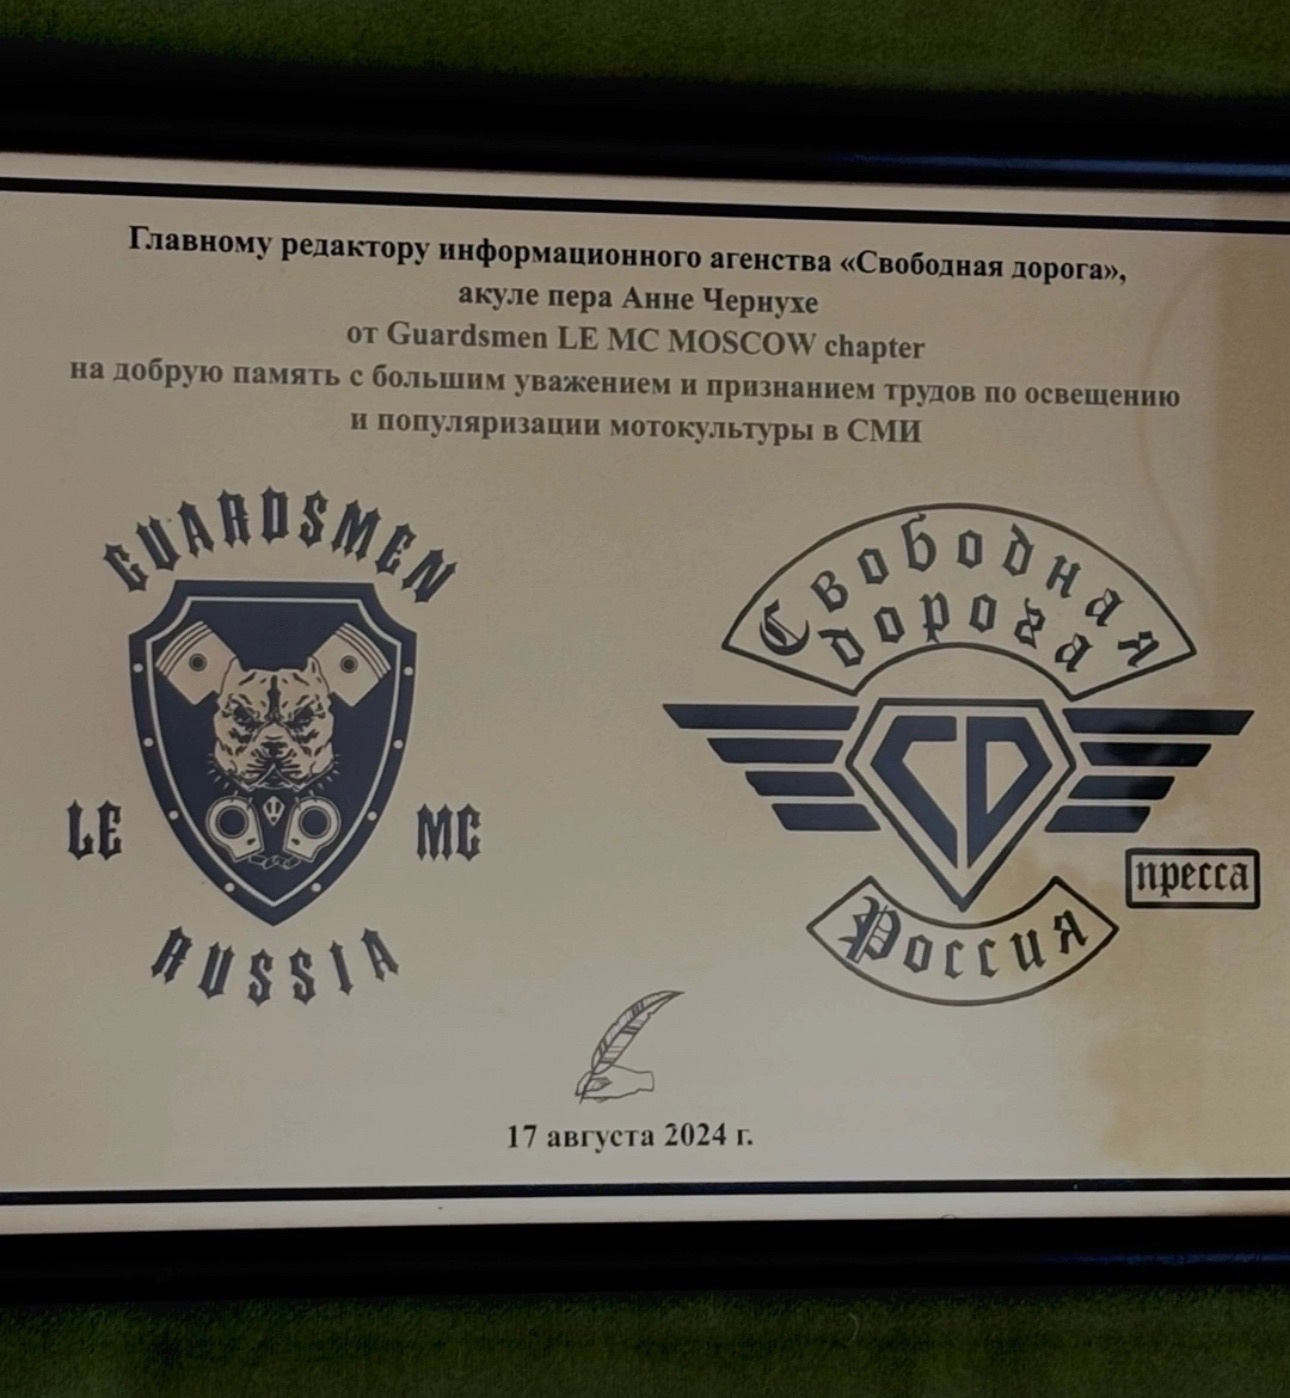 Главному редактору информационного агенства «Свободная дорога»,
акуле пера Анне Чернухе
от Guardsmen LE MC MOSCOW chapter
на добрую память с большим уважением и признанием трудов по освещению
и популяризации мотокультуры в СМИ
GUARDSMEN
LE MC
RUSSIA
Свободная
дорога
СД
пресса
Россия
17 августа 2024 г.